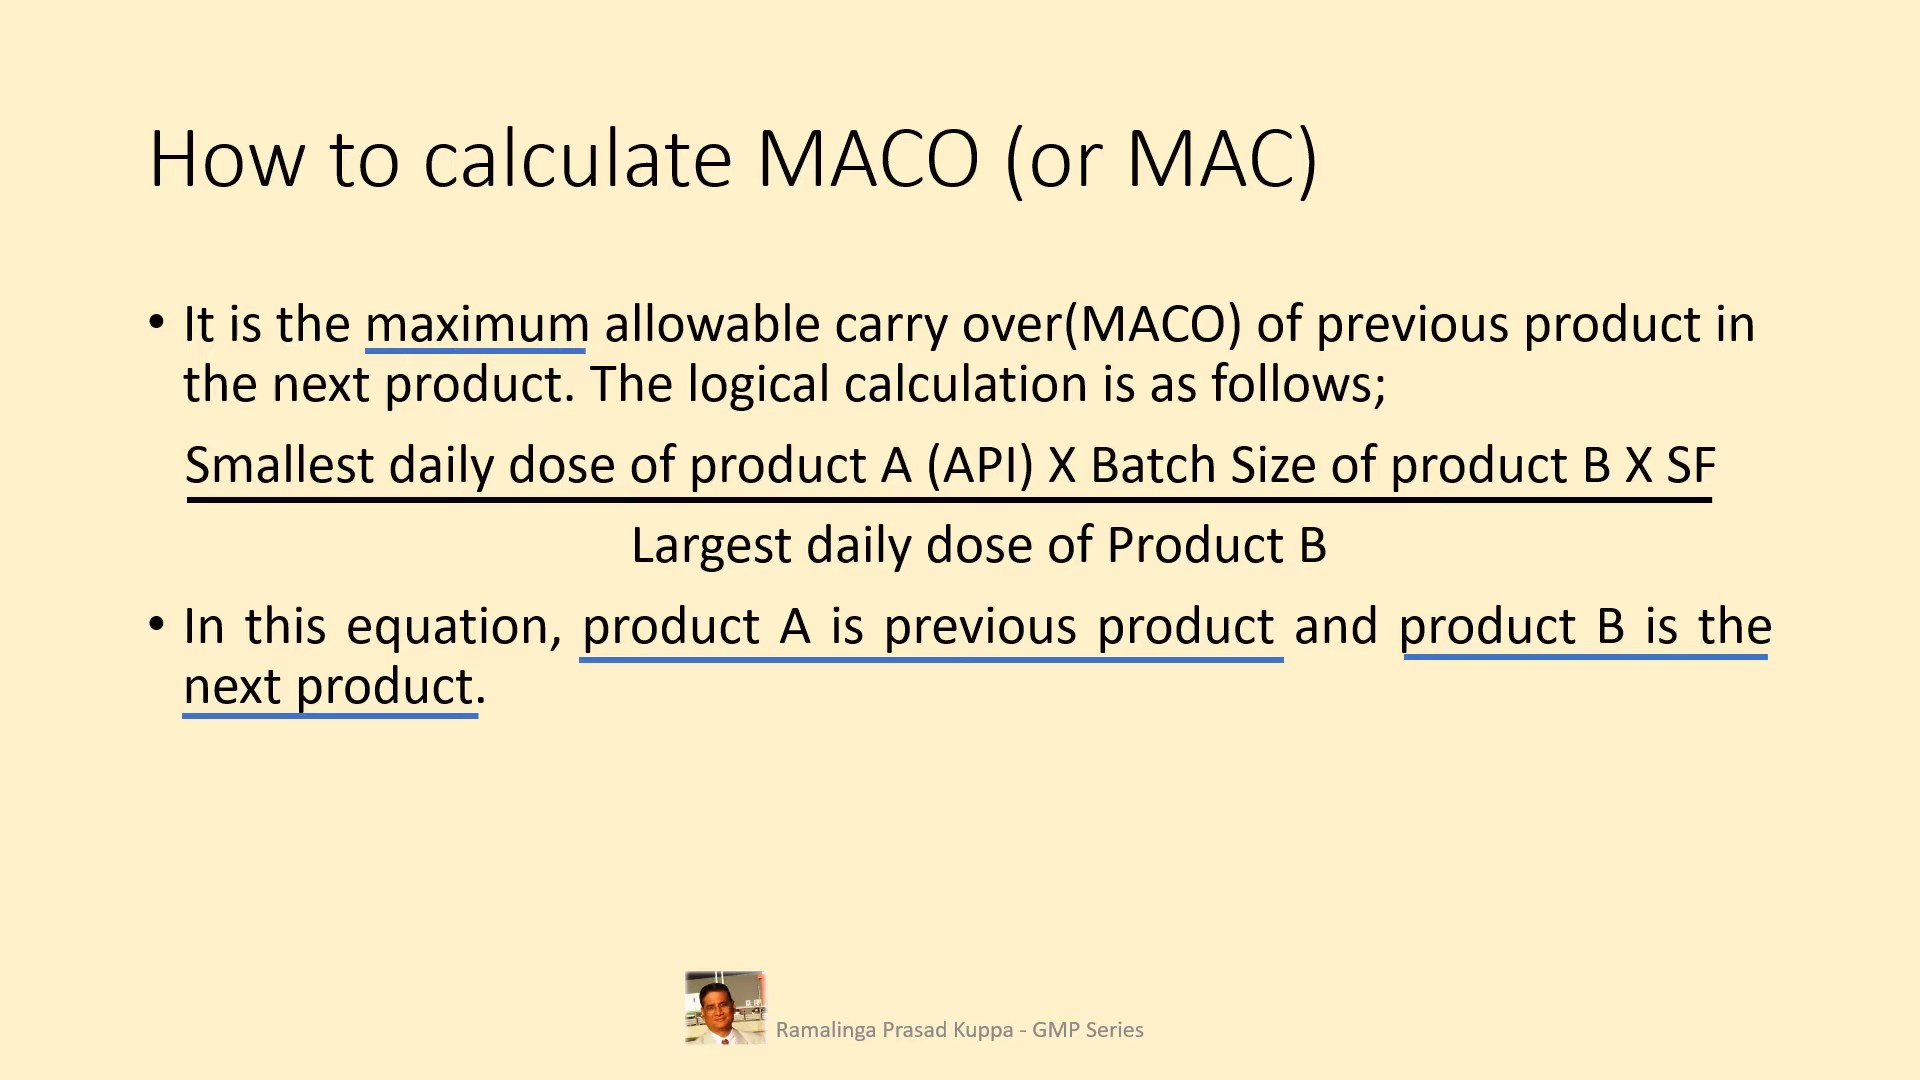 How to calculate MACO (or MAC)
• It is the maximum allowable carry over(MACO) of previous product in
the next product. The logical calculation is as follows;
Smallest daily dose of product A (API) X Batch Size of product B X SF
Largest daily dose of Product B
• In this equation, product A is previous product and product B is the
next product.
Ramalinga Prasad Kuppa - GMP Series